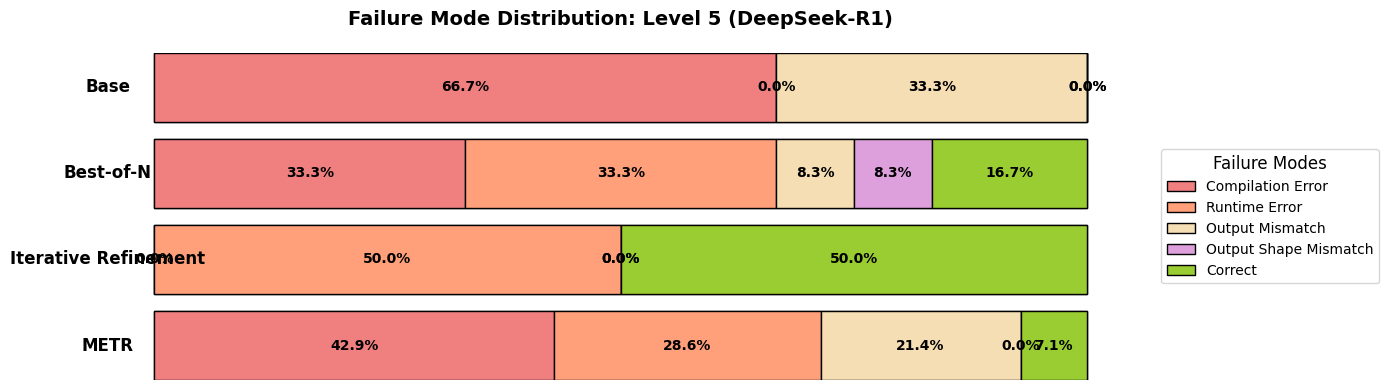 Failure Mode Distribution: Level 5 (DeepSeek-R1)
Base
66.7%
0.0%
33.3%
0.0%
Best-of-N
33.3%
33.3%
8.3%
8.3%
16.7%
Iterative Refinement
0.0%
50.0%
0.0%
50.0%
METR
42.9%
28.6%
21.4%
0.0%
7.1%
Failure Modes
Compilation Error
Runtime Error
Output Mismatch
Output Shape Mismatch
Correct